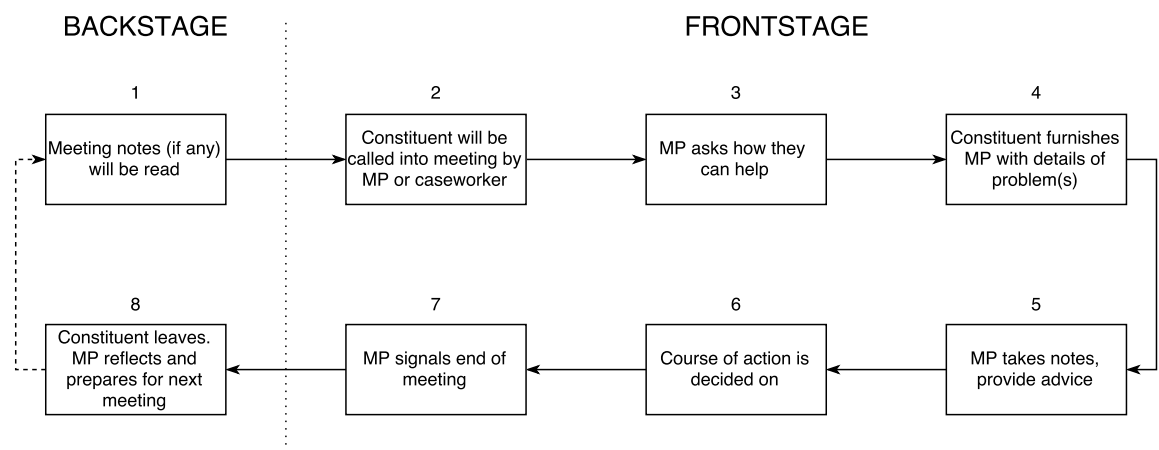 BACKSTAGE
FRONTSTAGE
1
Meeting notes (if any)
will be read
2
Constituent will be
called into meeting by
MP or caseworker
3
MP asks how they
can help
4
Constituent furnishes
MP with details of
problem(s)
5
MP takes notes,
provide advice
6
Course of action is
decided on
7
MP signals end of
meeting
8
Constituent leaves.
MP reflects and
prepares for next
meeting